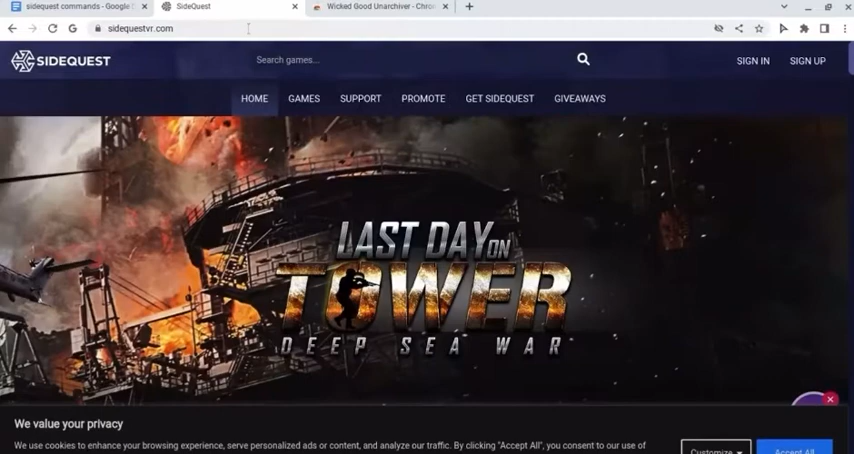 sidequest commands - Google
SideQuest
Wicked Good Unarchiver - Chro
sidequestvr.com
SIDEQUEST
Search games...
SIGN IN
SIGN UP
HOME
GAMES
SUPPORT
PROMOTE
GET SIDEQUEST
GIVEAWAYS
LAST DAY ON
TOWER
DEEP SEA WAR
We value your privacy
We use cookies to enhance your browsing experience, serve personalized ads or content, and analyze our traffic. By clicking "Accept All", you consent to our use of
Customize
Accept All